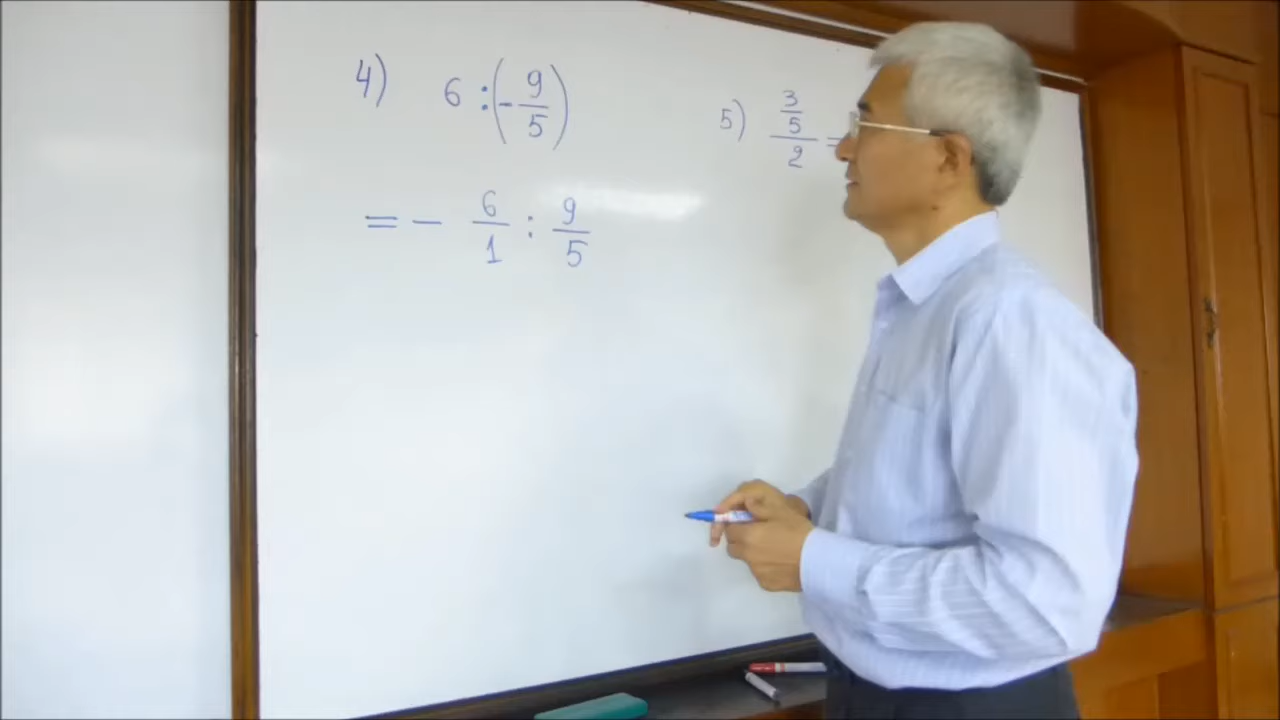 4) 6 : (- 9/5)
= - 6/1 : 9/5
5) 3/5/2 =